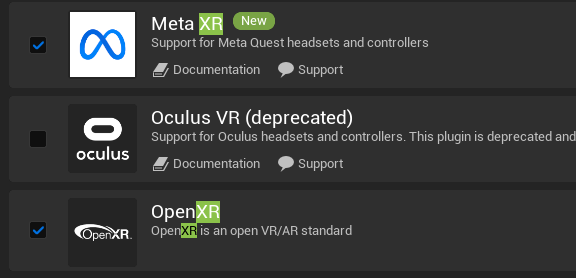 Meta XR New
Support for Meta Quest headsets and controllers
Documentation Support
Oculus VR (deprecated)
Support for Oculus headsets and controllers. This plugin is deprecated and
oculus
Documentation Support
OpenXR
OpenXR is an open VR/AR standard
OpenXR.